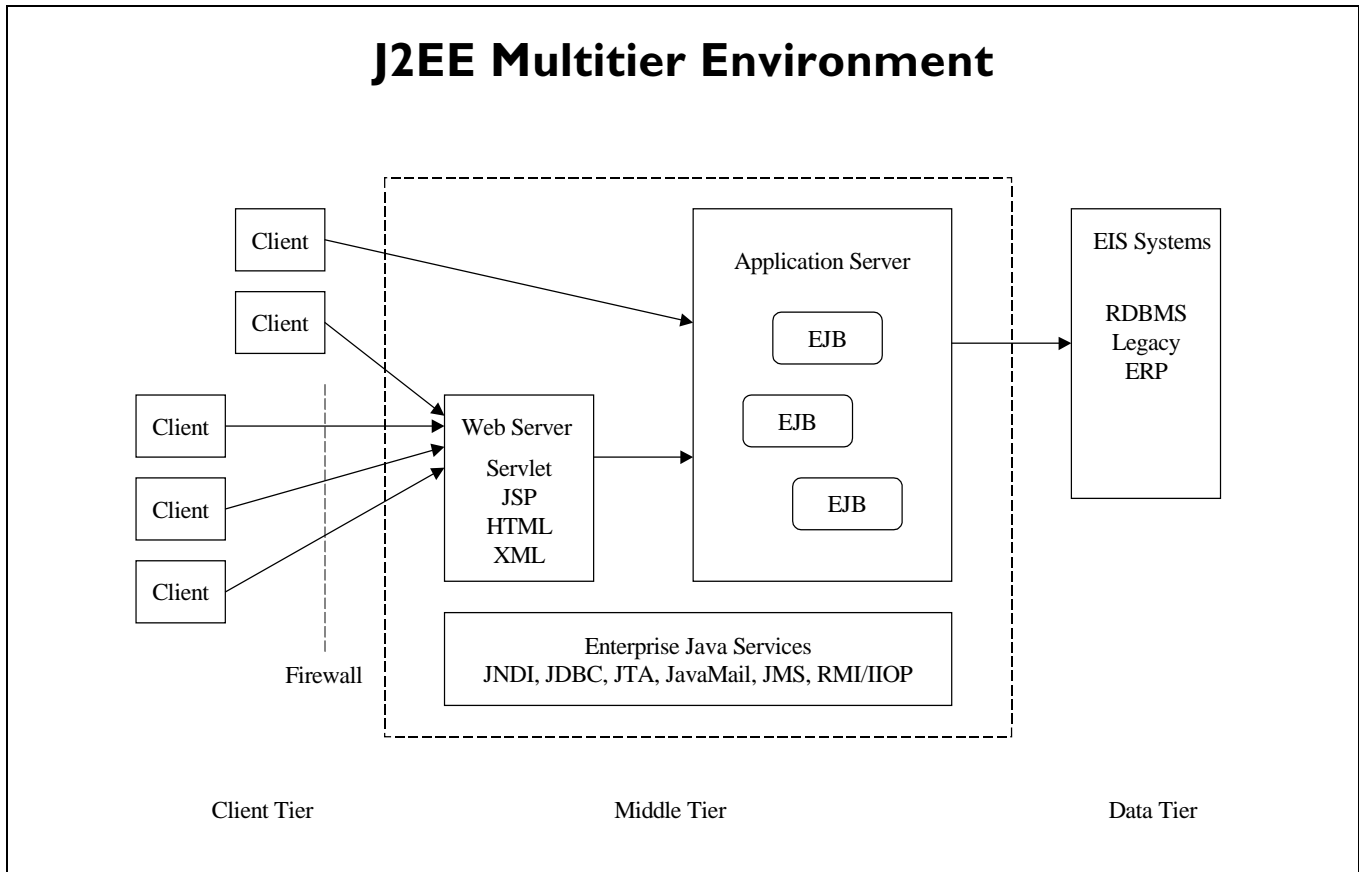 J2EE Multitier Environment
Client
Client
Client
Client
Client
Firewall
Web Server
Servlet
JSP
HTML
XML
Application Server
EJB
EJB
EJB
Enterprise Java Services
JNDI, JDBC, JTA, JavaMail, JMS, RMI/IIOP
EIS Systems
RDBMS
Legacy
ERP
Client Tier
Middle Tier
Data Tier